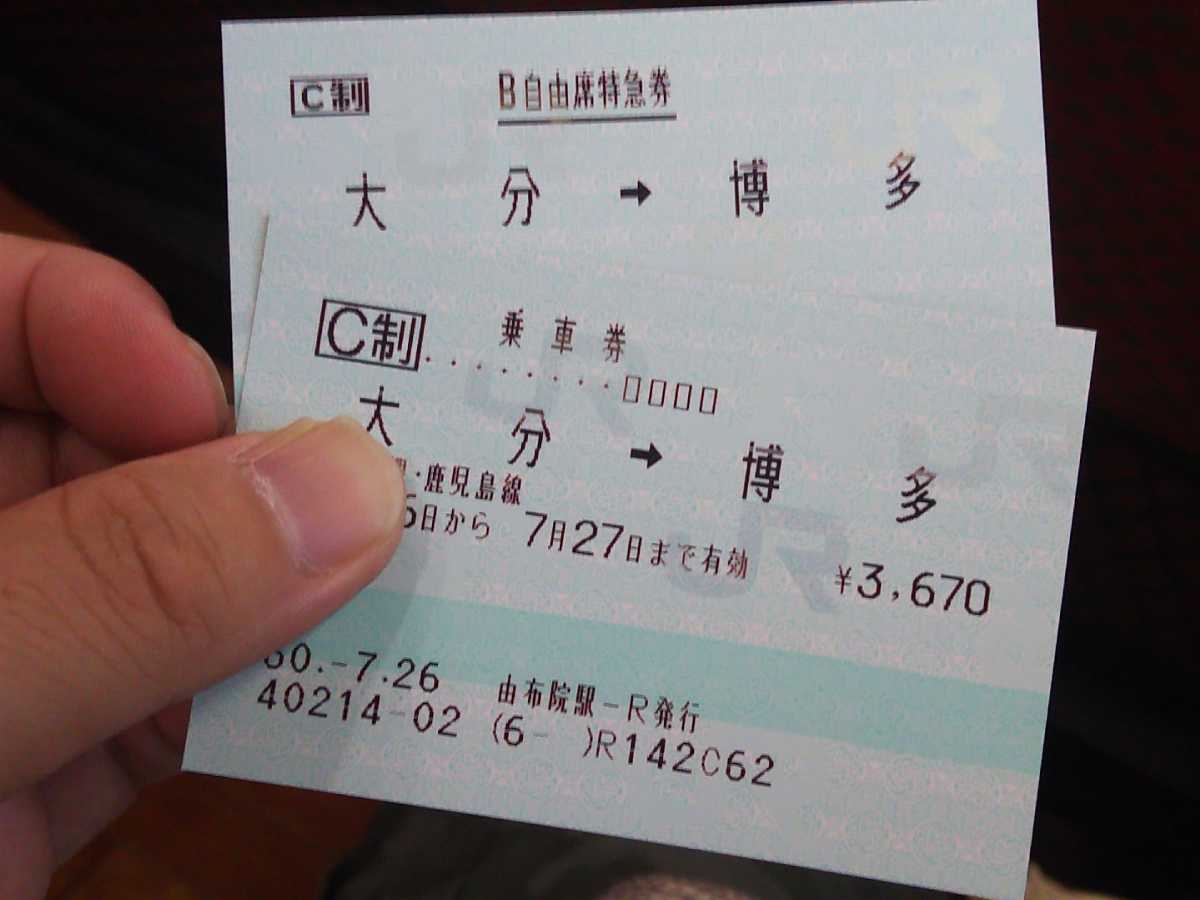 C制 B自由席特急券
大分→博多
C制 乗車券
........▯▯▯▯
大分→博多
・鹿児島線
日から 7月27日まで有効 ¥3,670
0.-7.26 由布院駅-R発行
40214-02 (6- )R142C62